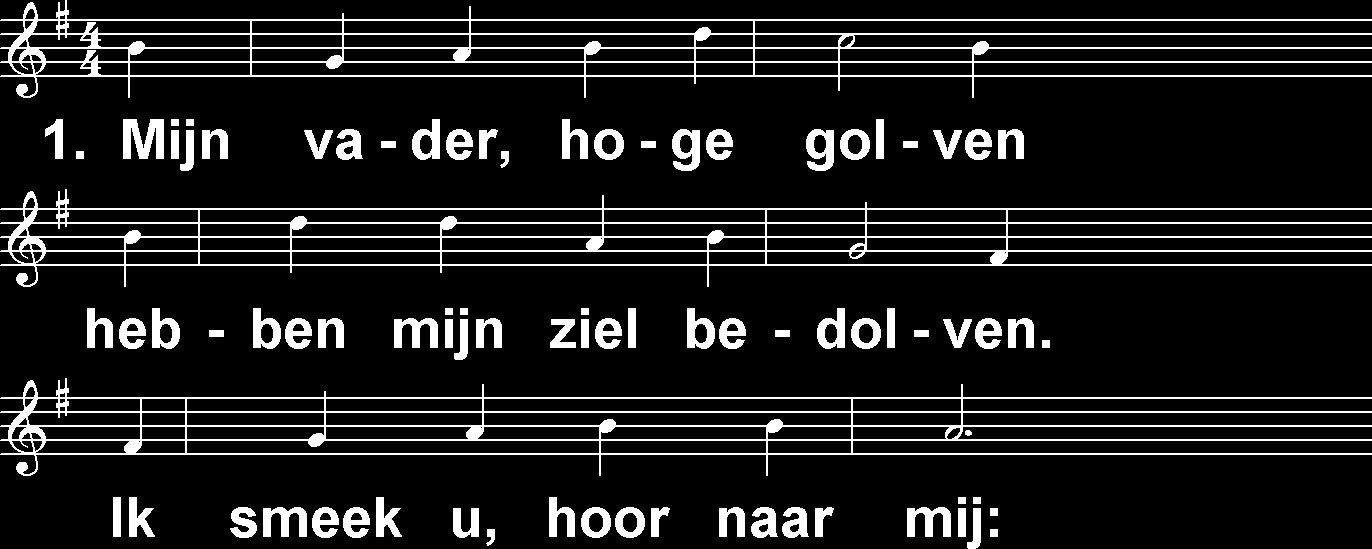 1. Mijn va - der, ho - ge gol - ven
heb - ben mijn ziel be - dol - ven.
Ik smeek u, hoor naar mij: